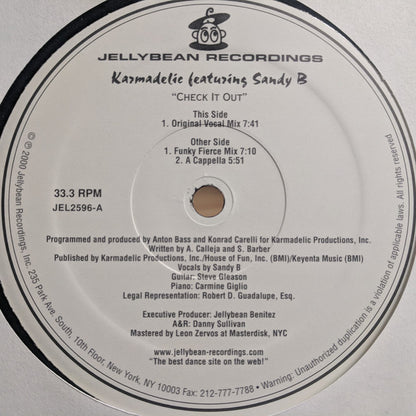 JELLYBEAN RECORDINGS
Karmadelic featuring Sandy B
"CHECK IT OUT"
This Side
1. Original Vocal Mix 7:41
Other Side
1. Funky Fierce Mix 7:10
2. A Cappella 5:51
33.3 RPM
JEL2596-A
Programmed and produced by Anton Bass and Konrad Carelli for Karmadelic Productions, Inc.
Written by A. Calleja and S. Barber
Published by Karmadelic Productions, Inc./House of Fun, Inc. (BMI)/Keyenta Music (BMI)
Vocals by Sandy B
Guitar: Steve Gleason
Piano: Carmine Giglio
Legal Representation: Robert D. Guadalupe, Esq.
Executive Producer: Jellybean Benitez
A&R: Danny Sullivan
Mastered by Leon Zervos at Masterdisk, NYC
www.jellybean-recordings.com
"The best dance site on the web!"
℗ © 2000 Jellybean Recordings, Inc. 235 Park Ave. South, 10th Floor, New York, NY 10003 Fax: 212-777-7788 • Warning: Unauthorized duplication is a violation of applicable laws. All rights reserved.